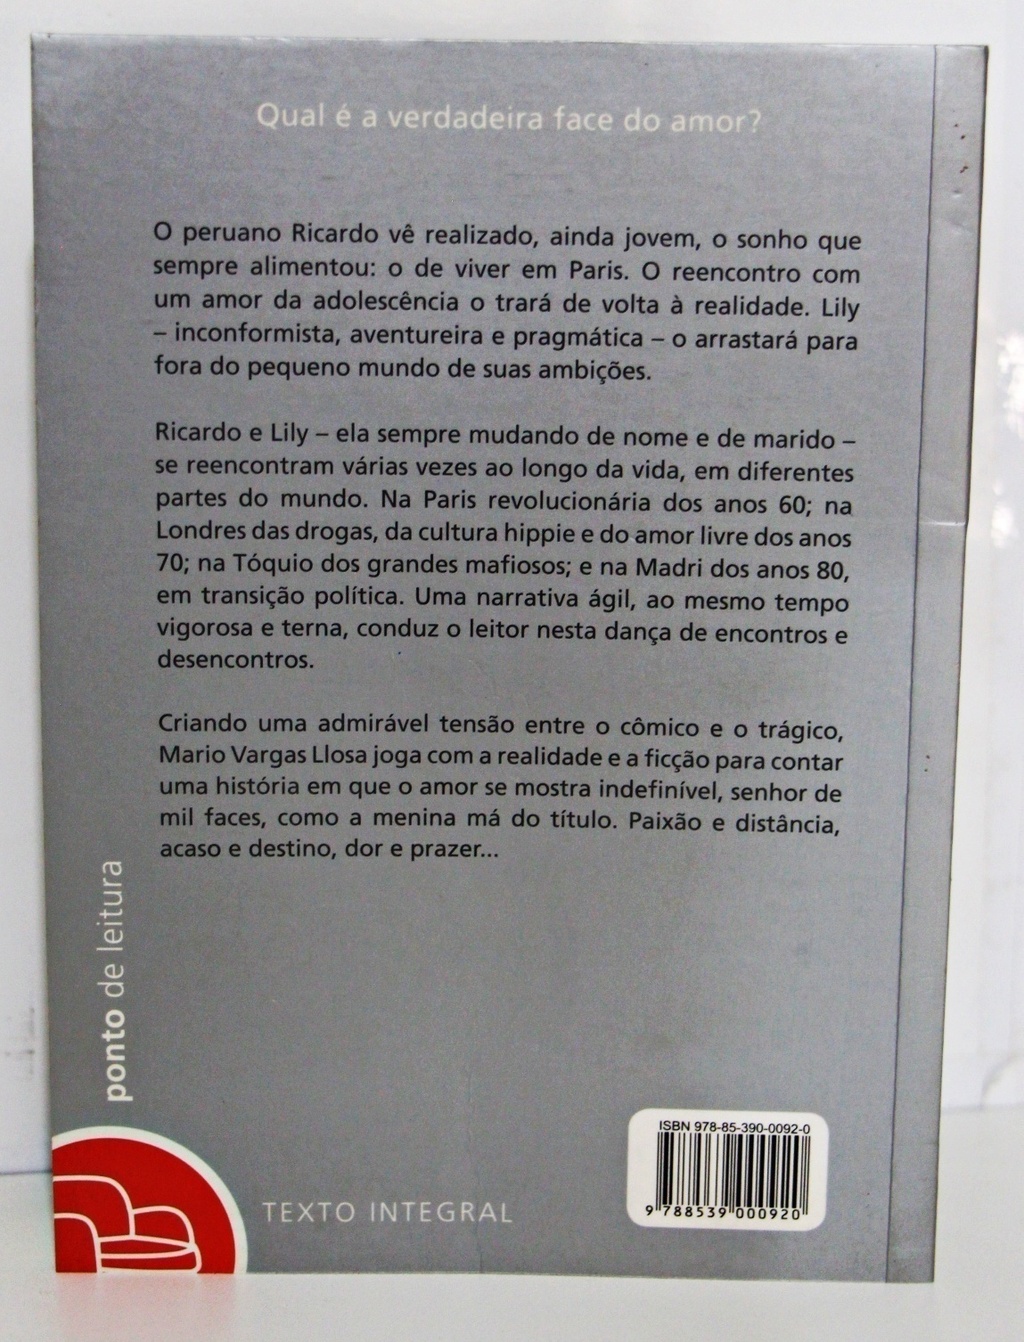 Qual é a verdadeira face do amor?
O peruano Ricardo vê realizado, ainda jovem, o sonho que
sempre alimentou: o de viver em Paris. O reencontro com
um amor da adolescência o trará de volta à realidade. Lily
– inconformista, aventureira e pragmática – o arrastará para
fora do pequeno mundo de suas ambições.
Ricardo e Lily – ela sempre mudando de nome e de marido –
se reencontram várias vezes ao longo da vida, em diferentes
partes do mundo. Na Paris revolucionária dos anos 60; na
Londres das drogas, da cultura hippie e do amor livre dos anos
70; na Tóquio dos grandes mafiosos; e na Madri dos anos 80,
em transição política. Uma narrativa ágil, ao mesmo tempo
vigorosa e terna, conduz o leitor nesta dança de encontros e
desencontros.
Criando uma admirável tensão entre o cômico e o trágico,
Mario Vargas Llosa joga com a realidade e a ficção para contar
uma história em que o amor se mostra indefinível, senhor de
mil faces, como a menina má do título. Paixão e distância,
acaso e destino, dor e prazer...
ponto de leitura
TEXTO INTEGRAL
ISBN 978-85-390-0092-0
9 788539 000920